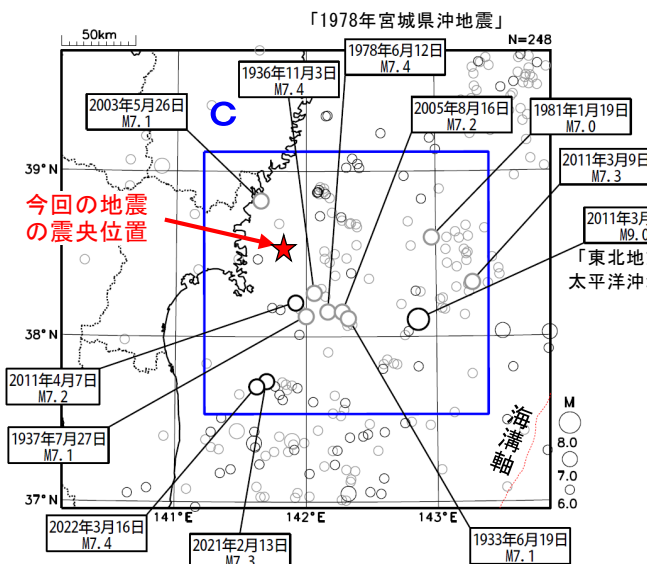 「1978年宮城県沖地震」
50km
N=248
1978年6月12日
M7.4
1936年11月3日
M7.4
2003年5月26日
M7.1
C
2005年8月16日
M7.2
1981年1月19日
M7.0
39°N
2011年3月9日
M7.3
今回の地震
の震央位置
2011年3月
M9.0
「東北地
太平洋沖
38°N
2011年4月7日
M7.2
1937年7月27日
M7.1
海溝軸
M
8.0
7.0
6.0
37°N
141°E
142°E
143°E
2022年3月16日
M7.4
2021年2月13日
M7.3
1933年6月19日
M7.1